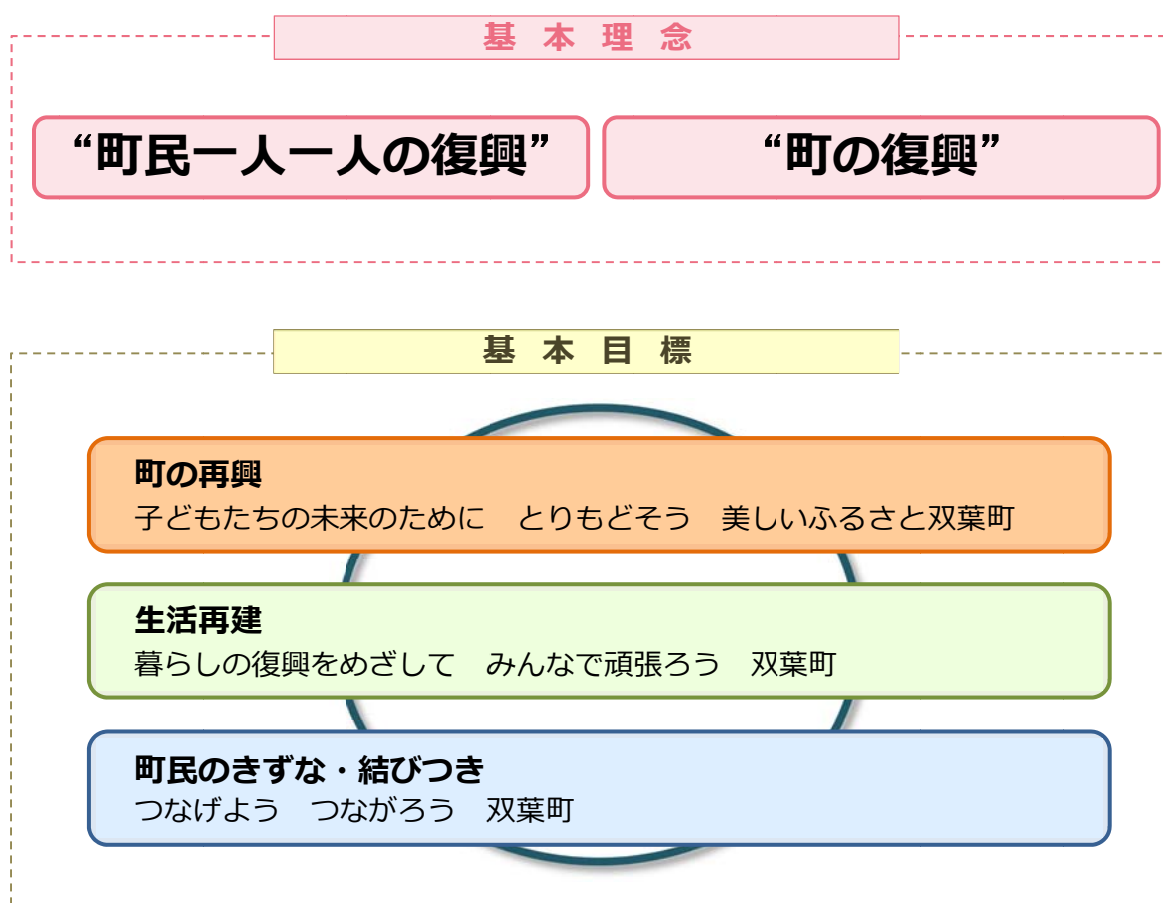 基 本 理 念
“町民一人一人の復興” “町の復興”
基 本 目 標
町の再興
子どもたちの未来のために　とりもどそう　美しいふるさと双葉町
生活再建
暮らしの復興をめざして　みんなで頑張ろう　双葉町
町民のきずな・結びつき
つなげよう　つながろう　双葉町